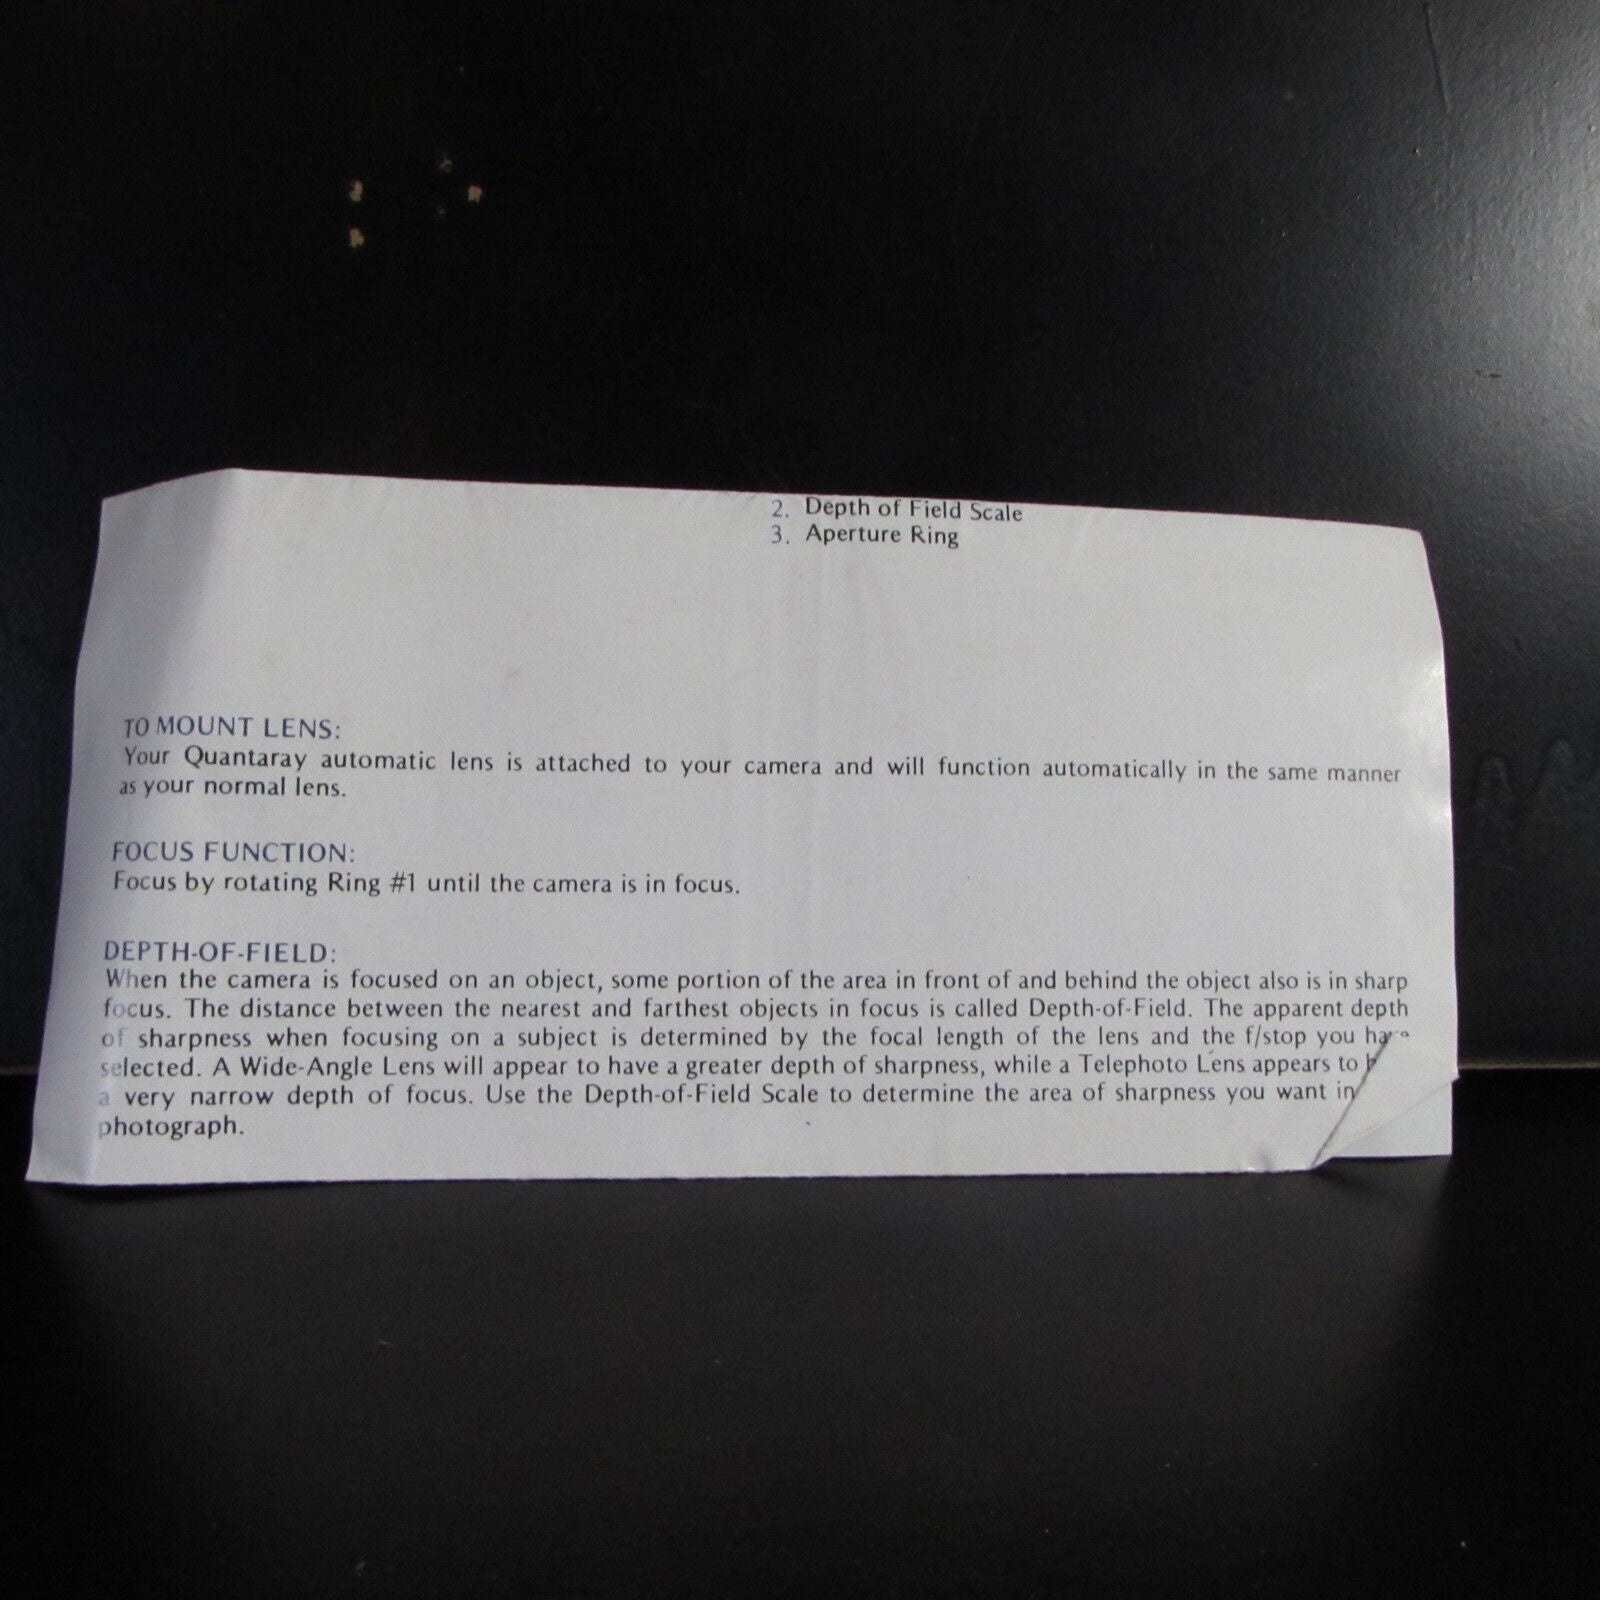 2. Depth of Field Scale
3. Aperture Ring
TO MOUNT LENS:
Your Quantaray automatic lens is attached to your camera and will function automatically in the same manner
as your normal lens.
FOCUS FUNCTION:
Focus by rotating Ring #1 until the camera is in focus.
DEPTH-OF-FIELD:
When the camera is focused on an object, some portion of the area in front of and behind the object also is in sharp
focus. The distance between the nearest and farthest objects in focus is called Depth-of-Field. The apparent depth
of sharpness when focusing on a subject is determined by the focal length of the lens and the f/stop you have
selected. A Wide-Angle Lens will appear to have a greater depth of sharpness, while a Telephoto Lens appears to
a very narrow depth of focus. Use the Depth-of-Field Scale to determine the area of sharpness you want in
photograph.